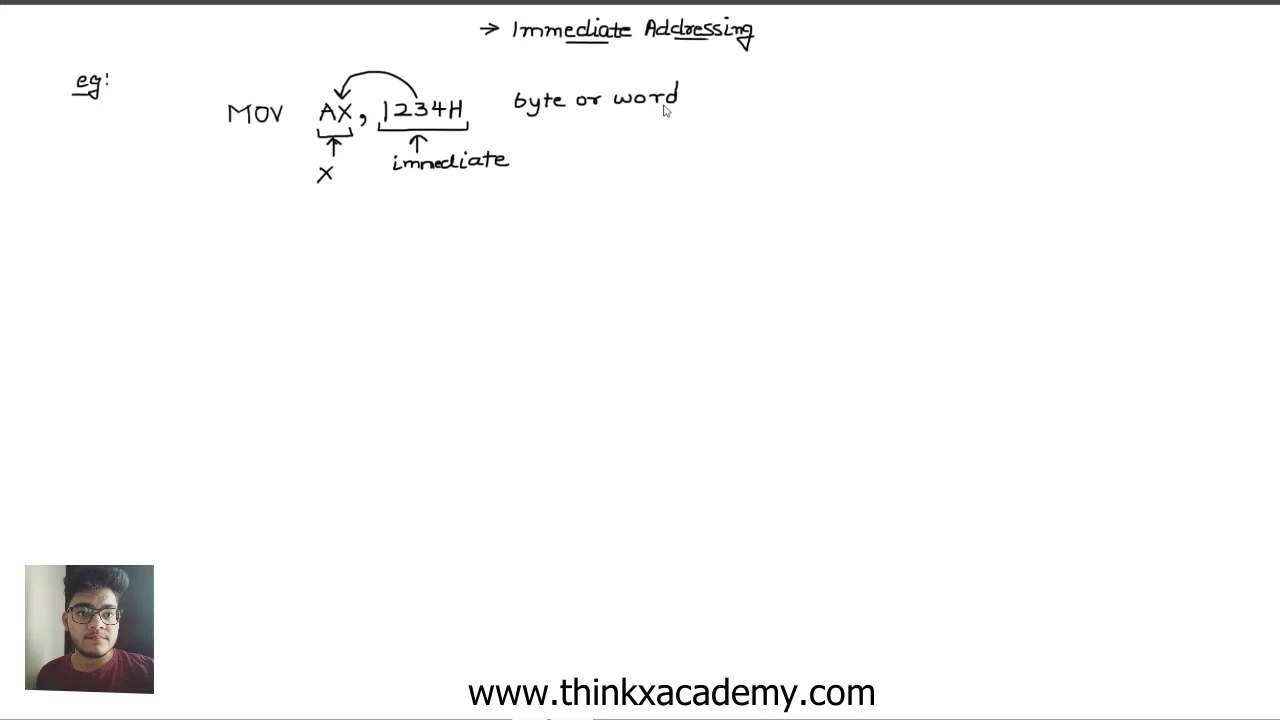 → Immediate Addressing
eg:
MOV AX, 1234H byte or word
X immediate
www.thinkxacademy.com